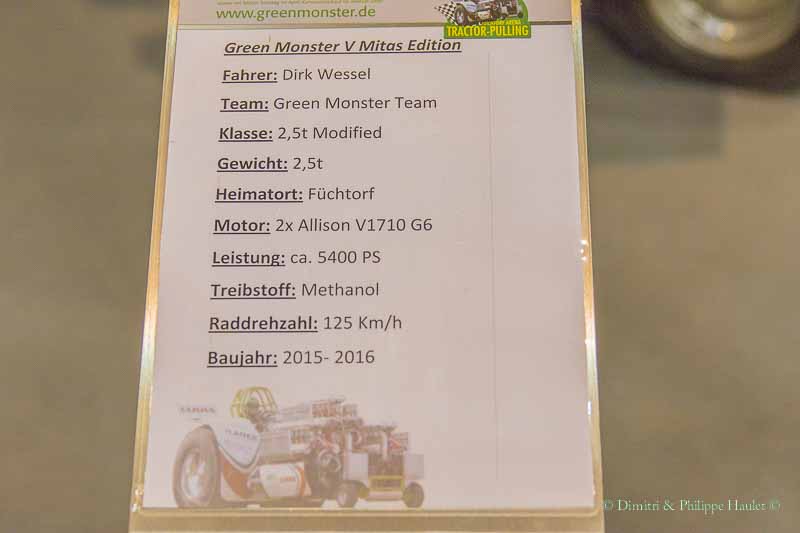 www.greenmonster.de
TRACTOR-PULLING
Green Monster V Mitas Edition
Fahrer: Dirk Wessel
Team: Green Monster Team
Klasse: 2,5t Modified
Gewicht: 2,5t
Heimatort: Füchtorf
Motor: 2x Allison V1710 G6
Leistung: ca. 5400 PS
Treibstoff: Methanol
Raddrehzahl: 125 Km/h
Baujahr: 2015- 2016
© Dimitri & Philippe Haulet ©